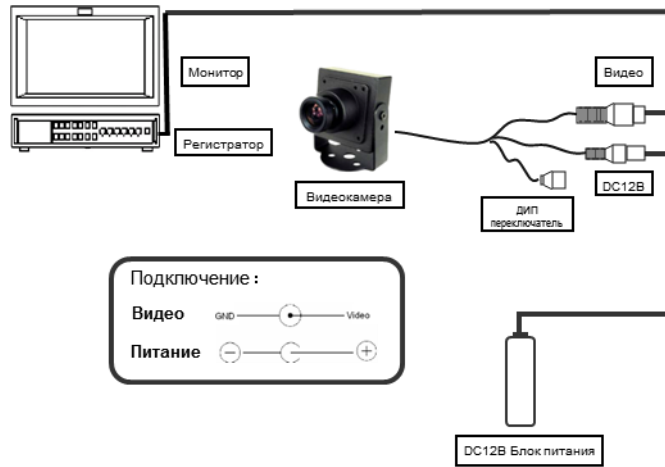 Монитор
Видео
Регистратор
Видеокамера
DC12В
ДИП
переключатель
Подключение:
Видео GND Video
Питание − +
DC12В Блок питания